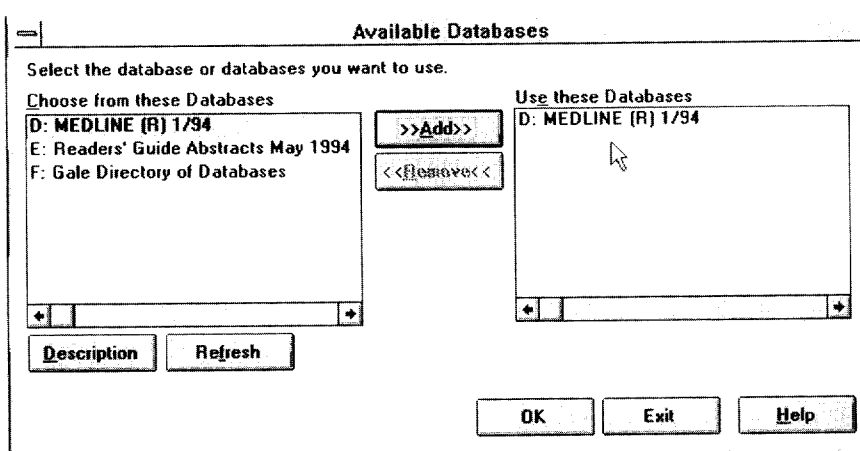 Available Databases
Select the database or databases you want to use.
Choose from these Databases
D: MEDLINE (R) 1/94
E: Readers' Guide Abstracts May 1994
F: Gale Directory of Databases
>>Add>>
<<Remove<<
Use these Databases
D: MEDLINE (R) 1/94
Description
Refresh
OK
Exit
Help